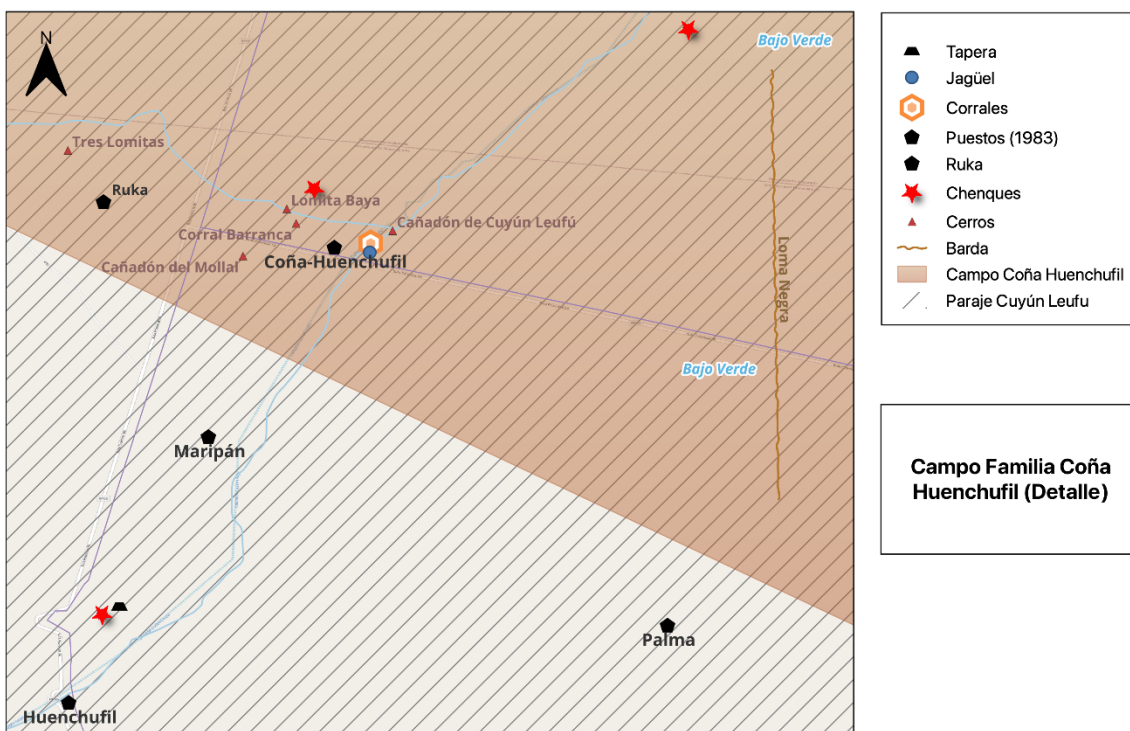 N
Bajo Verde
Tres Lomitas
Ruka
Lomita Baya
Corral Barranca
Cañadón de Cuyún Leufú
Coña-Huenchufil
Cañadón del Mollal
Loma Negra
Bajo Verde
Maripán
Palma
Huenchufil
Tapera
Jagüel
Corrales
Puestos (1983)
Ruka
Chenques
Cerros
Barda
Campo Coña Huenchufil
Paraje Cuyún Leufu
Campo Familia Coña
Huenchufil (Detalle)